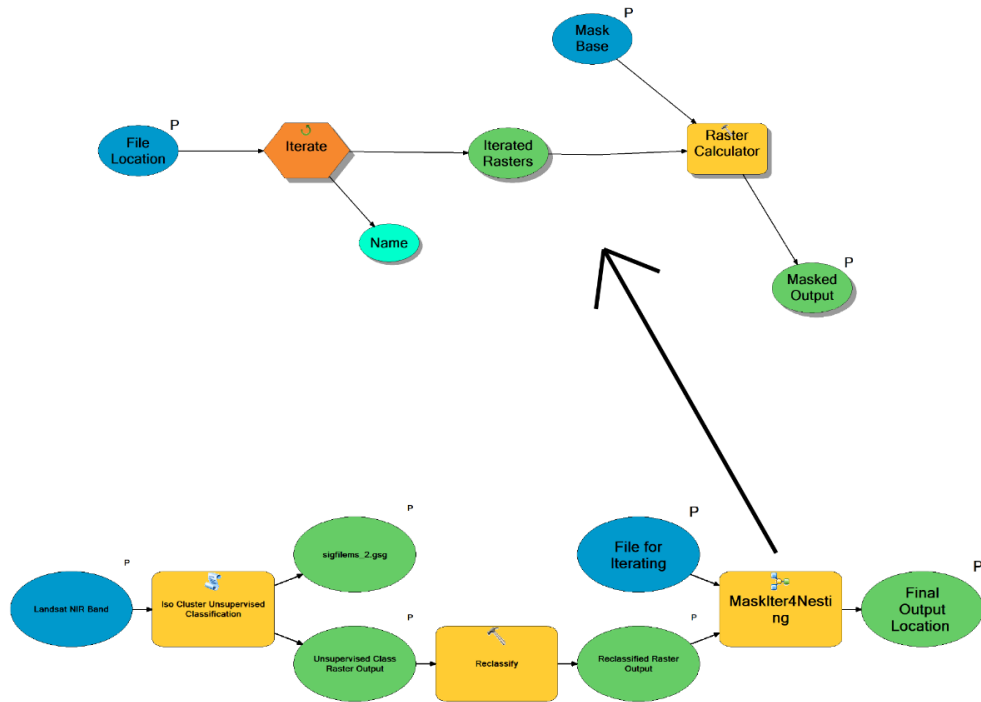 P
Mask
Base
P
File
Location
Iterate
Iterated
Rasters
Raster
Calculator
Name
P
Masked
Output
P
sigfilems_2.gsg
P
File for
Iterating
P
Landsat NIR Band
Iso Cluster Unsupervised
Classification
MaskIter4Nesti
ng
P
Final
Output
Location
P
Unsupervised Class
Raster Output
Reclassify
P
Reclassified Raster
Output